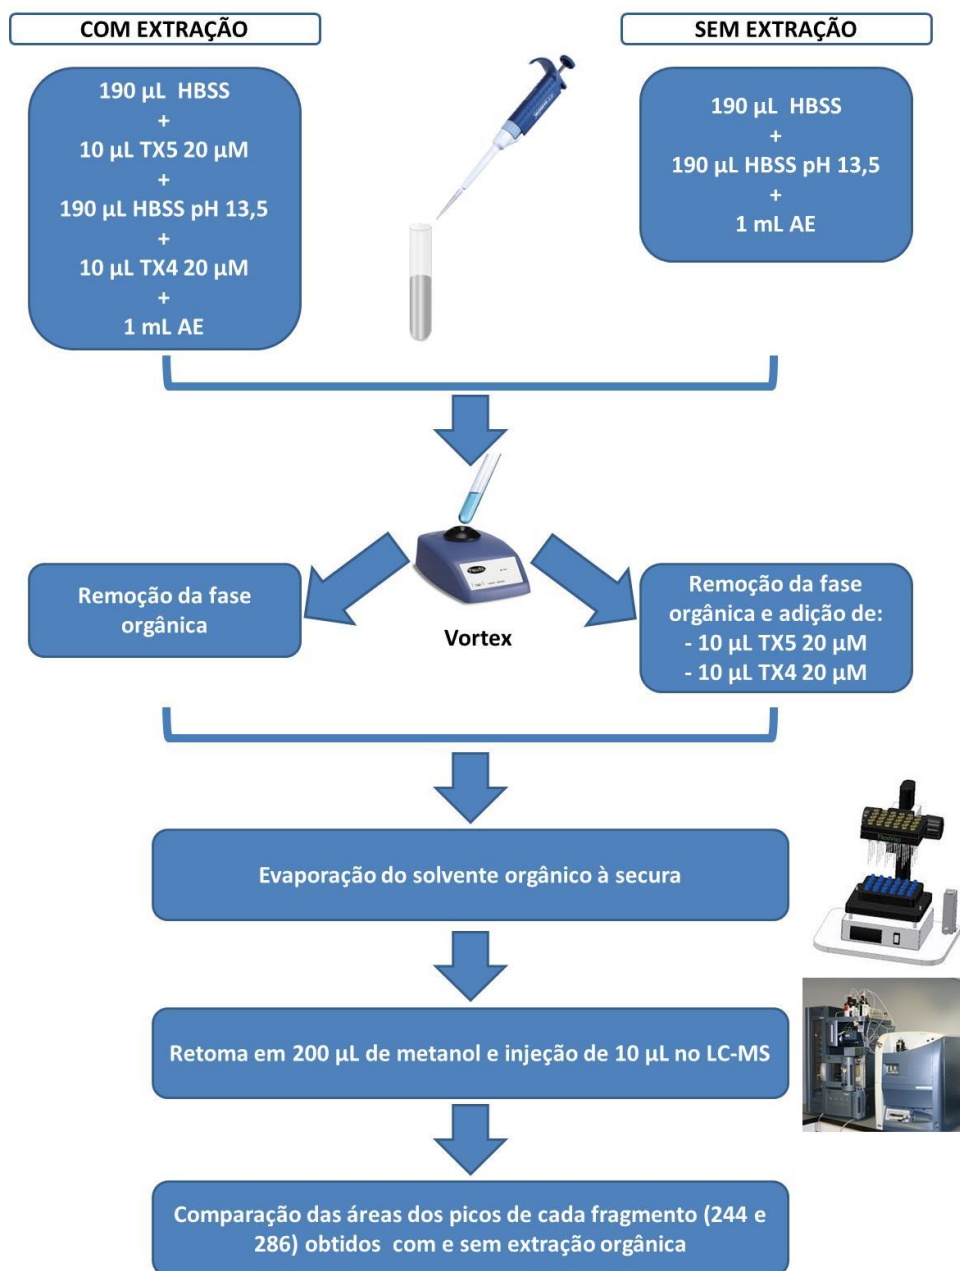 COM EXTRAÇÃO
190 µL HBSS
+
10 µL TX5 20 µM
+
190 µL HBSS pH 13,5
+
10 µL TX4 20 µM
+
1 mL AE
SEM EXTRAÇÃO
190 µL HBSS
+
190 µL HBSS pH 13,5
+
1 mL AE
Remoção da fase
orgânica
Vortex
Remoção da fase
orgânica e adição de:
- 10 µL TX5 20 µM
- 10 µL TX4 20 µM
Evaporação do solvente orgânico à secura
Retoma em 200 µL de metanol e injeção de 10 µL no LC-MS
Comparação das áreas dos picos de cada fragmento (244 e
286) obtidos com e sem extração orgânica